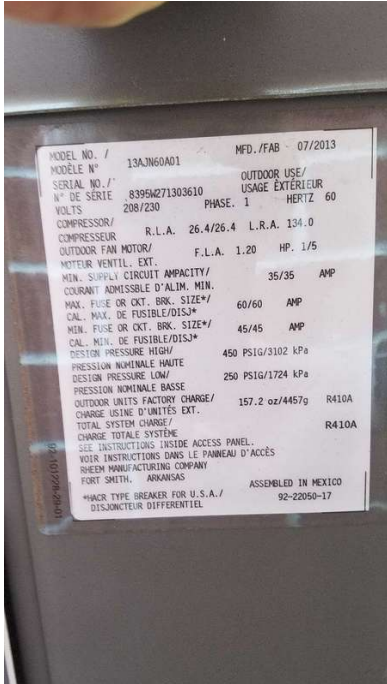 MODEL NO. / MFD./FAB 07/2013
MODÈLE N° 13AJN60A01
SERIAL NO./ OUTDOOR USE/
N° DE SÉRIE 8395W271303610 USAGE ÈXTÉRIEUR
VOLTS 208/230 PHASE. 1 HERTZ 60
COMPRESSOR/
COMPRESSEUR R.L.A. 26.4/26.4 L.R.A. 134.0
OUTDOOR FAN MOTOR/ F.L.A. 1.20 HP. 1/5
MOTEUR VENTIL. EXT.
MIN. SUPPLY CIRCUIT AMPACITY/ 35/35 AMP
COURANT ADMISSBLE D'ALIM. MIN.
MAX. FUSE OR CKT. BRK. SIZE*/ 60/60 AMP
CAL. MAX. DE FUSIBLE/DISJ*
MIN. FUSE OR CKT. BRK. SIZE*/ 45/45 AMP
CAL. MIN. DE FUSIBLE/DISJ*
DESIGN PRESSURE HIGH/ 450 PSIG/3102 kPa
PRESSION NOMINALE HAUTE
DESIGN PRESSURE LOW/ 250 PSIG/1724 kPa
PRESSION NOMINALE BASSE
OUTDOOR UNITS FACTORY CHARGE/ 157.2 oz/4457g R410A
CHARGE USINE D'UNITÉS EXT.
TOTAL SYSTEM CHARGE/ R410A
CHARGE TOTALE SYSTÈME
SEE INSTRUCTIONS INSIDE ACCESS PANEL.
VOIR INSTRUCTIONS DANS LE PANNEAU D'ACCÈS
RHEEM MANUFACTURING COMPANY
FORT SMITH, ARKANSAS ASSEMBLED IN MEXICO
*HACR TYPE BREAKER FOR U.S.A./ 92-22050-17
DISJONCTEUR DIFFERENTIEL
92-101228-29-01